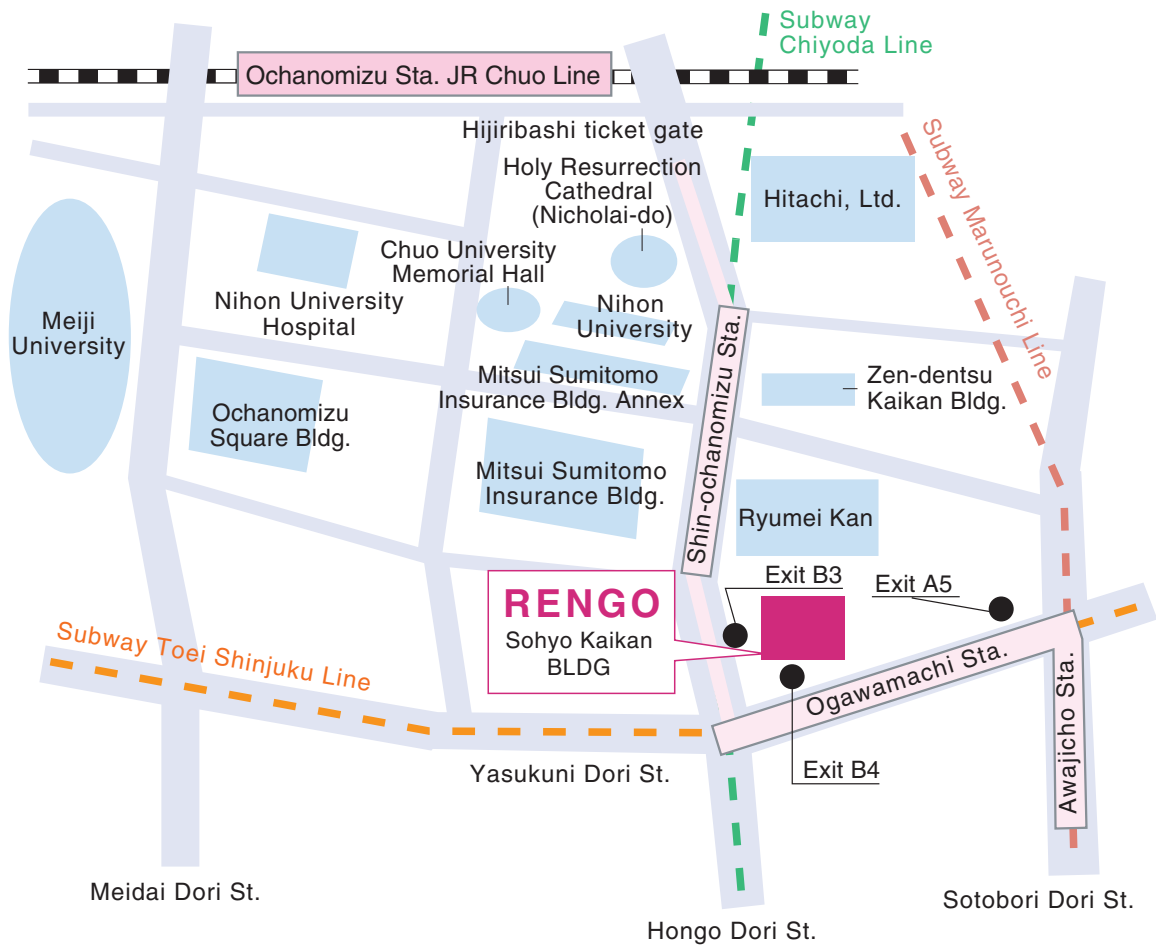 Subway
Chiyoda Line
Ochanomizu Sta. JR Chuo Line
Hijiribashi ticket gate
Subway Marunouchi Line
Holy Resurrection
Cathedral
(Nicholai-do)
Hitachi, Ltd.
Chuo University
Memorial Hall
Nihon University
Hospital
Nihon
University
Meiji
University
Shin-ochanomizu Sta.
Mitsui Sumitomo
Insurance Bldg. Annex
Zen-dentsu
Kaikan Bldg.
Ochanomizu
Square Bldg.
Mitsui Sumitomo
Insurance Bldg.
Ryumei Kan
Exit B3
Exit A5
RENGO
Sohyo Kaikan
BLDG
Subway Toei Shinjuku Line
Ogawamachi Sta.
Awajicho Sta.
Yasukuni Dori St.
Exit B4
Meidai Dori St.
Sotobori Dori St.
Hongo Dori St.